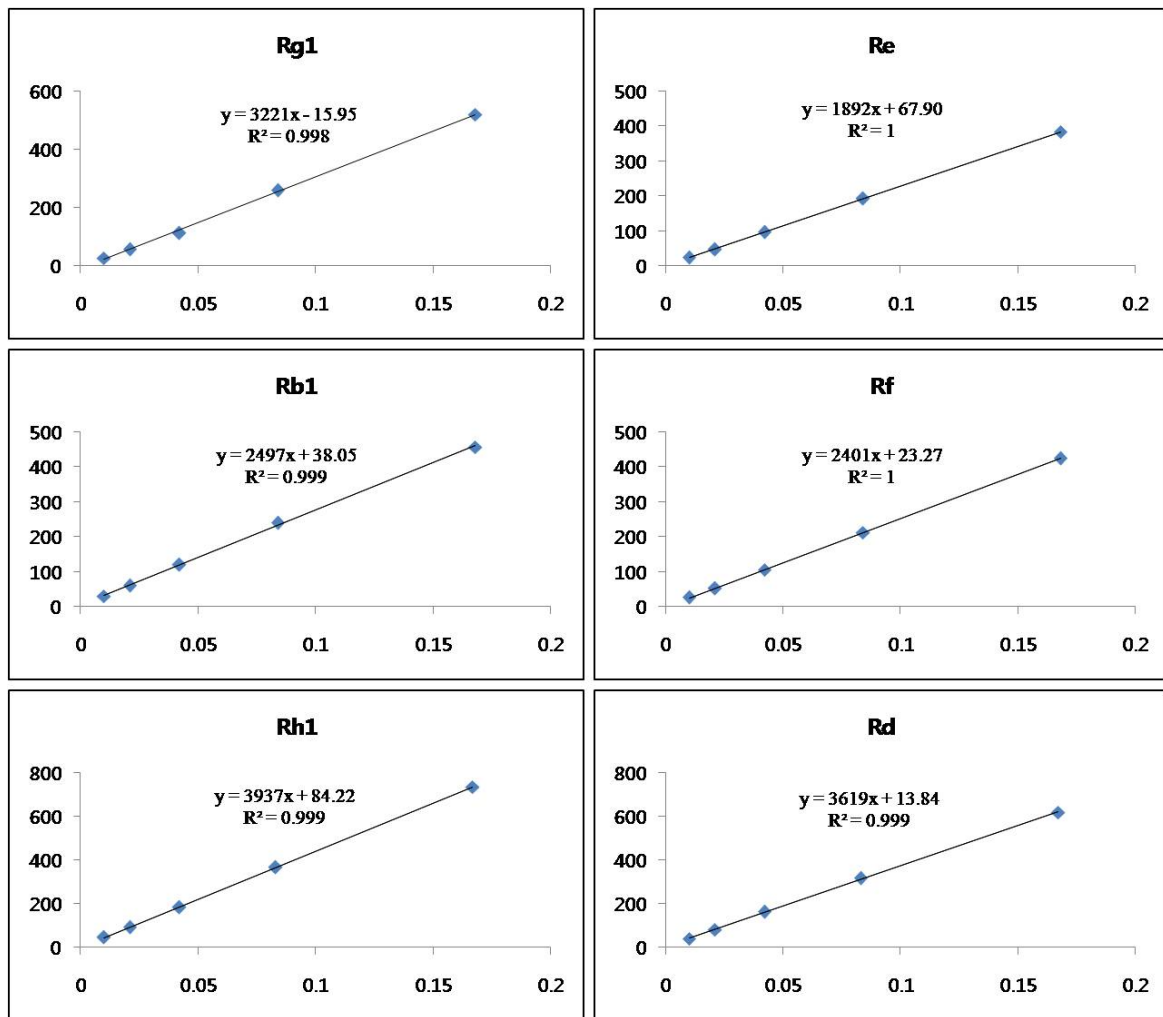 Rg1
y = 3221x - 15.95
R² = 0.998
600
400
200
0
0 0.05 0.1 0.15 0.2
Re
y = 1892x + 67.90
R² = 1
500
400
300
200
100
0
0 0.05 0.1 0.15 0.2
Rb1
y = 2497x + 38.05
R² = 0.999
500
400
300
200
100
0
0 0.05 0.1 0.15 0.2
Rf
y = 2401x + 23.27
R² = 1
500
400
300
200
100
0
0 0.05 0.1 0.15 0.2
Rh1
y = 3937x + 84.22
R² = 0.999
800
600
400
200
0
0 0.05 0.1 0.15 0.2
Rd
y = 3619x + 13.84
R² = 0.999
800
600
400
200
0
0 0.05 0.1 0.15 0.2